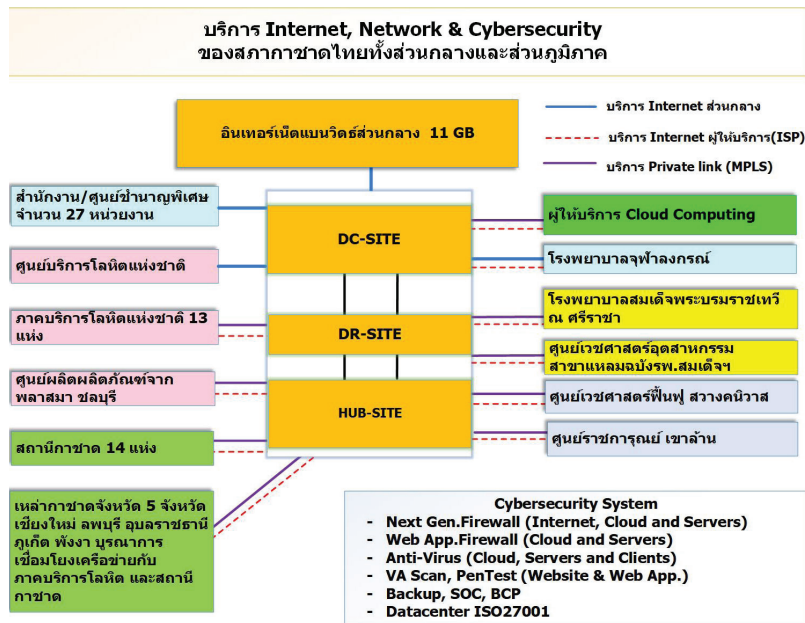 บริการ Internet, Network & Cybersecurity
ของสภากาชาดไทยทั้งส่วนกลางและส่วนภูมิภาค
อินเทอร์เน็ตแบนวิดธ์ส่วนกลาง 11 GB
บริการ Internet ส่วนกลาง
บริการ Internet ผู้ให้บริการ(ISP)
บริการ Private link (MPLS)
สำนักงาน/ศูนย์ชำนาญพิเศษ
จำนวน 27 หน่วยงาน
ศูนย์บริการโลหิตแห่งชาติ
ภาคบริการโลหิตแห่งชาติ 13
แห่ง
ศูนย์ผลิตผลิตภัณฑ์จาก
พลาสมา ชลบุรี
สถานีกาชาด 14 แห่ง
เหล่ากาชาดจังหวัด 5 จังหวัด
เชียงใหม่ ลพบุรี อุบลราชธานี
ภูเก็ต พังงา บูรณาการ
เชื่อมโยงเครือข่ายกับ
ภาคบริการโลหิต และสถานี
กาชาด
DC-SITE
DR-SITE
HUB-SITE
ผู้ให้บริการ Cloud Computing
โรงพยาบาลจุฬาลงกรณ์
โรงพยาบาลสมเด็จพระบรมราชเทวี
ณ ศรีราชา
ศูนย์เวชศาสตร์อุตสาหกรรม
สาขาแหลมฉบังรพ.สมเด็จฯ
ศูนย์เวชศาสตร์ฟื้นฟู สวางคนิวาส
ศูนย์ราชการุณย์ เขาล้าน
Cybersecurity System
- Next Gen.Firewall (Internet, Cloud and Servers)
- Web App.Firewall (Cloud and Servers)
- Anti-Virus (Cloud, Servers and Clients)
- VA Scan, PenTest (Website & Web App.)
- Backup, SOC, BCP
- Datacenter ISO27001